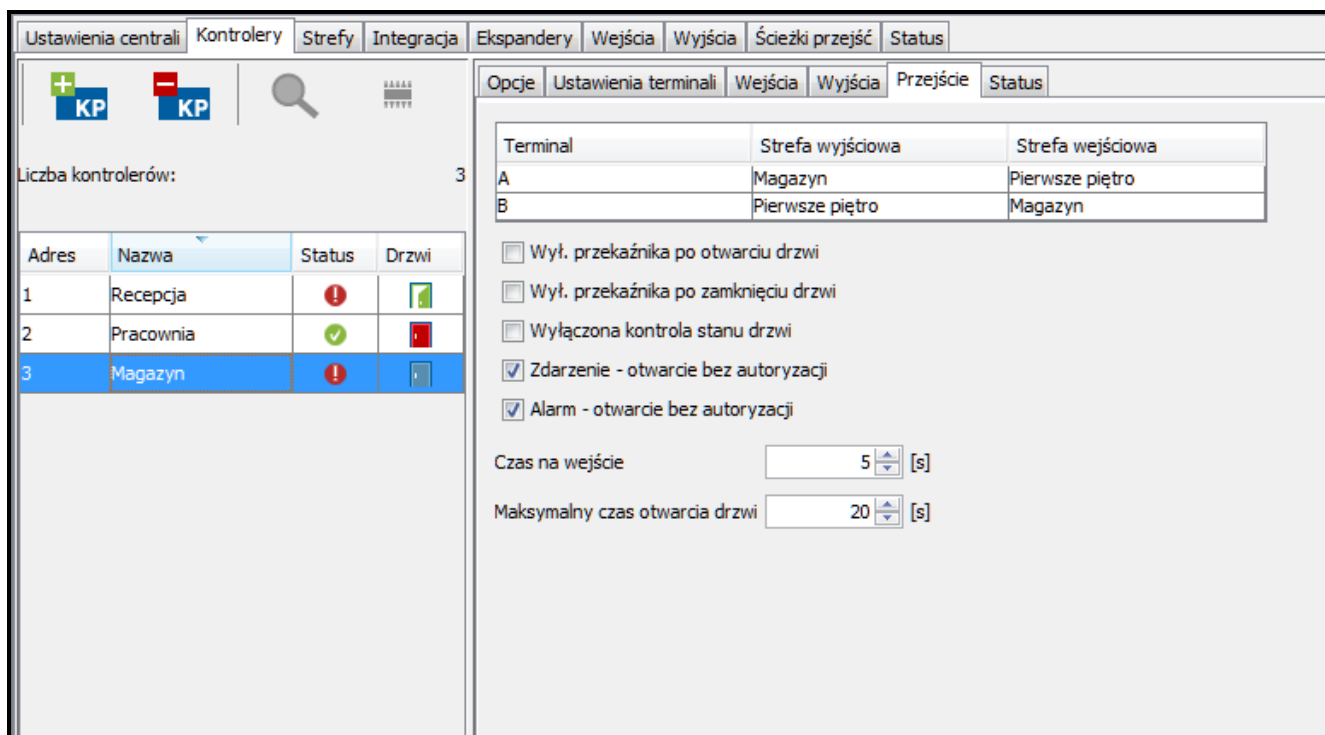 Ustawienia centrali Kontrolery Strefy Integracja Ekspandery Wejścia Wyjścia Ścieżki przejść Status
KP KP
Liczba kontrolerów: 3
Adres Nazwa Status Drzwi
1 Recepcja
2 Pracownia
3 Magazyn
Opcje Ustawienia terminali Wejścia Wyjścia Przejście Status
Terminal Strefa wyjściowa Strefa wejściowa
A Magazyn Pierwsze piętro
B Pierwsze piętro Magazyn
Wył. przekaźnika po otwarciu drzwi
Wył. przekaźnika po zamknięciu drzwi
Wyłączona kontrola stanu drzwi
Zdarzenie - otwarcie bez autoryzacji
Alarm - otwarcie bez autoryzacji
Czas na wejście 5 [s]
Maksymalny czas otwarcia drzwi 20 [s]